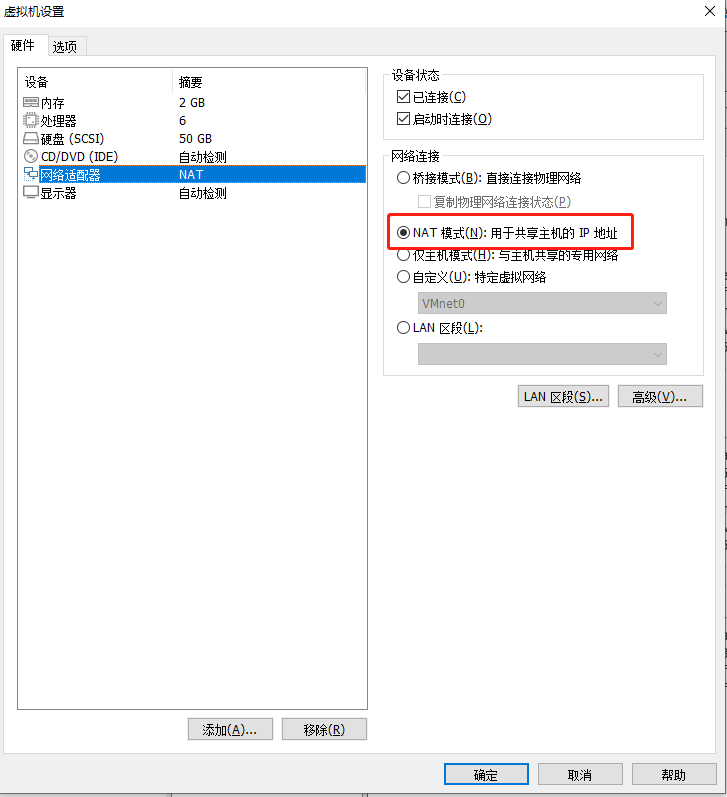 虚拟机设置
硬件 选项
设备 摘要
内存 2 GB
处理器 6
硬盘 (SCSI) 50 GB
CD/DVD (IDE) 自动检测
网络适配器 NAT
显示器 自动检测
添加(A)... 移除(R)
设备状态
已连接(C)
启动时连接(O)
网络连接
桥接模式(B): 直接连接物理网络
复制物理网络连接状态(P)
NAT 模式(N): 用于共享主机的 IP 地址
仅主机模式(H): 与主机共享的专用网络
自定义(U): 特定虚拟网络
VMnet0
LAN 区段(L):
LAN 区段(S)... 高级(V)...
确定 取消 帮助